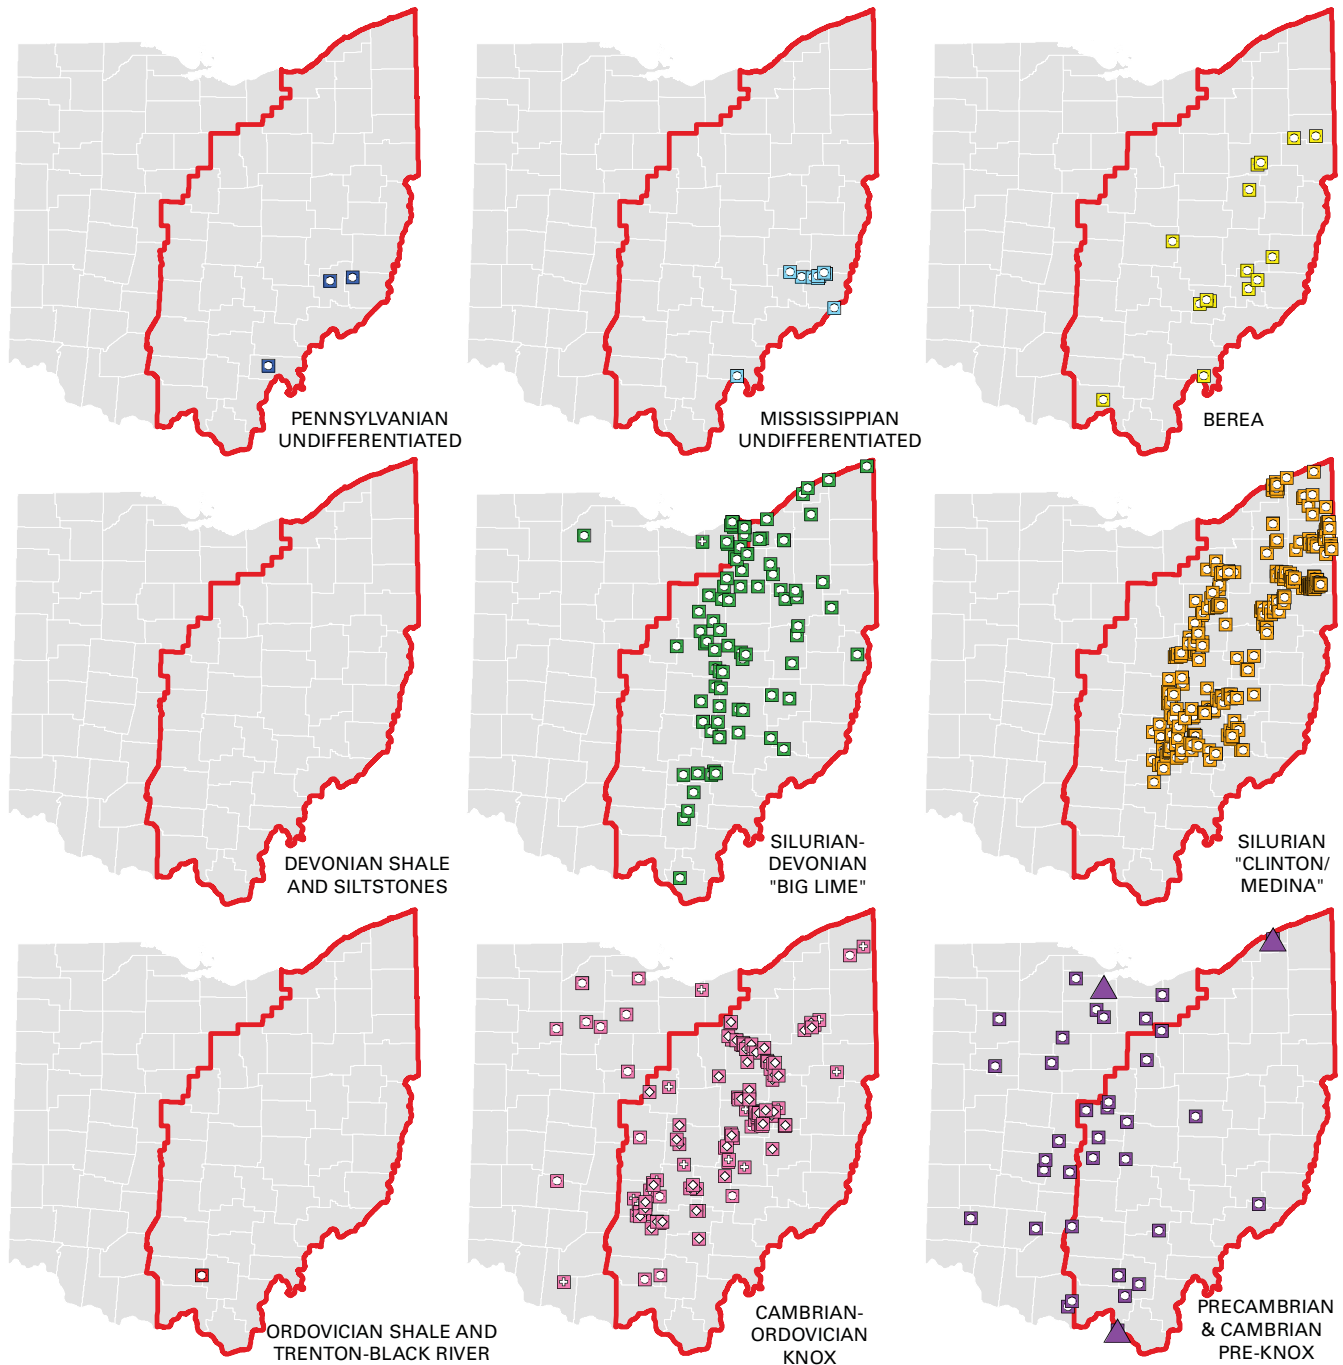 PENNSYLVANIAN
UNDIFFERENTIATED
MISSISSIPPIAN
UNDIFFERENTIATED
BEREA
DEVONIAN SHALE
AND SILTSTONES
SILURIAN-
DEVONIAN
"BIG LIME"
SILURIAN
"CLINTON/
MEDINA"
ORDOVICIAN SHALE AND
TRENTON-BLACK RIVER
CAMBRIAN-
ORDOVICIAN
KNOX
PRECAMBRIAN
& CAMBRIAN
PRE-KNOX